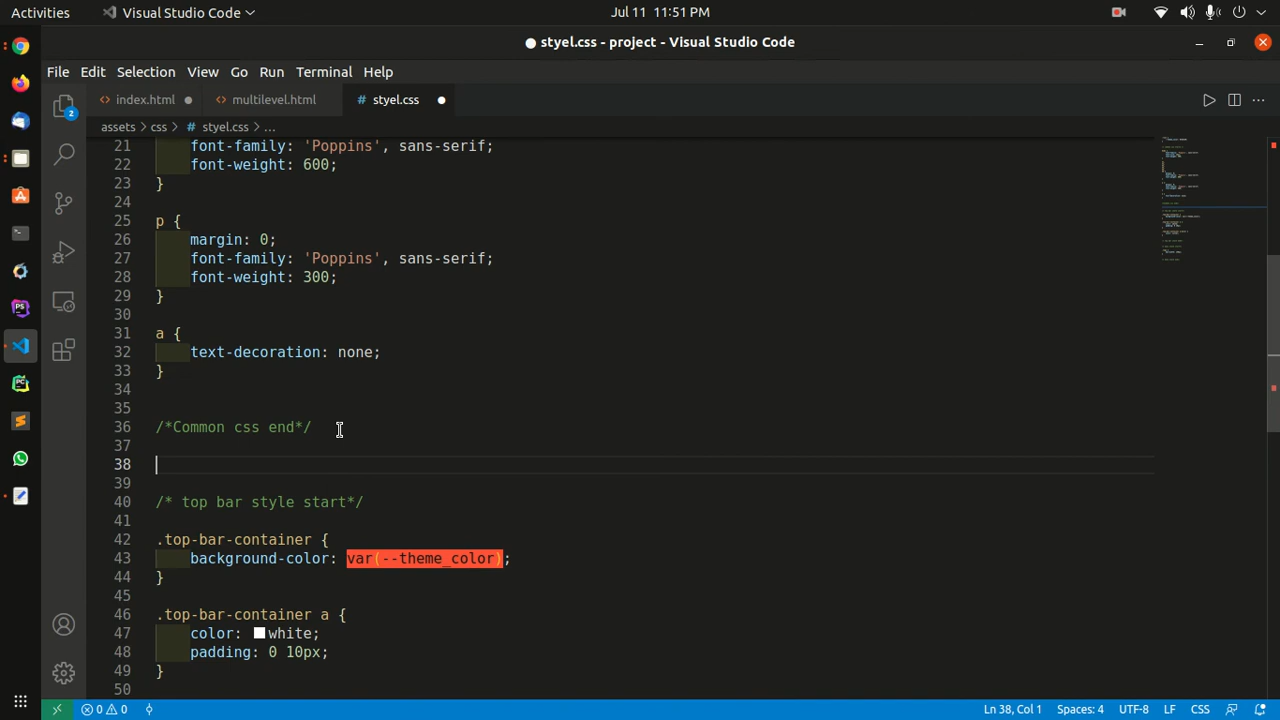 Activities
Visual Studio Code
Jul 11 11:51 PM
styel.css - project - Visual Studio Code
File Edit Selection View Go Run Terminal Help
2
index.html
multilevel.html
# styel.css
assets > css > # styel.css > ...
21 font-family: 'Poppins', sans-serif;
22 font-weight: 600;
23 }
24
25 p {
26 margin: 0;
27 font-family: 'Poppins', sans-serif;
28 font-weight: 300;
29 }
30
31 a {
32 text-decoration: none;
33 }
34
35
36 /*Common css end*/
37
38
39
40 /* top bar style start*/
41
42 .top-bar-container {
43 background-color: var(--theme_color);
44 }
45
46 .top-bar-container a {
47 color: white;
48 padding: 0 10px;
49 }
50
PS
PC
0 0
Ln 38, Col 1 Spaces: 4 UTF-8 LF CSS